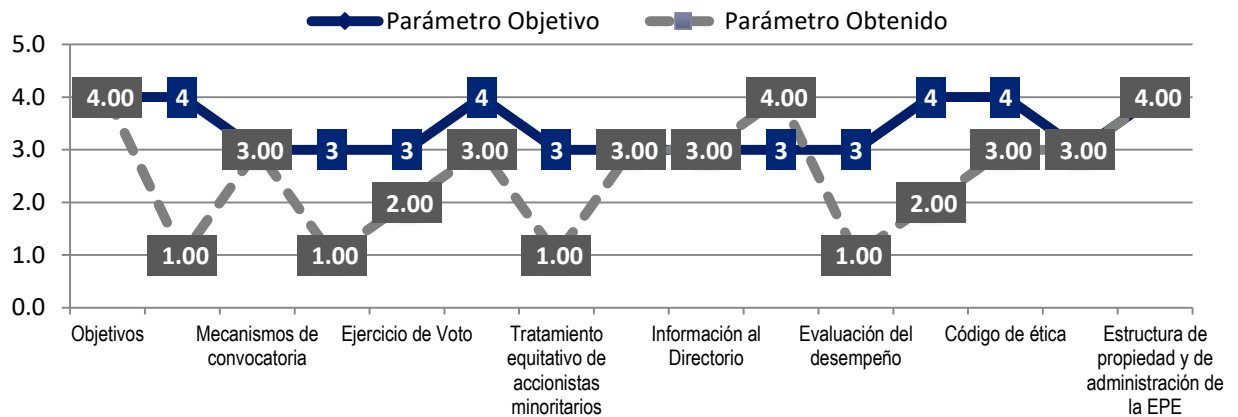 Parámetro Objetivo Parámetro Obtenido
5.0
4.0
3.0
2.0
1.0
0.0
4.00 4 4 4.00 4 4 4.00
3.00 3 3 3.00 3 3.00 3.00 3 3 3.00 3.00
2.00 2.00
1.00 1.00 1.00 1.00
Objetivos
Mecanismos de
convocatoria
Ejercicio de Voto
Tratamiento
equitativo de
accionistas
minoritarios
Información al
Directorio
Evaluación del
desempeño
Código de ética
Estructura de
propiedad y de
administración de
la EPE